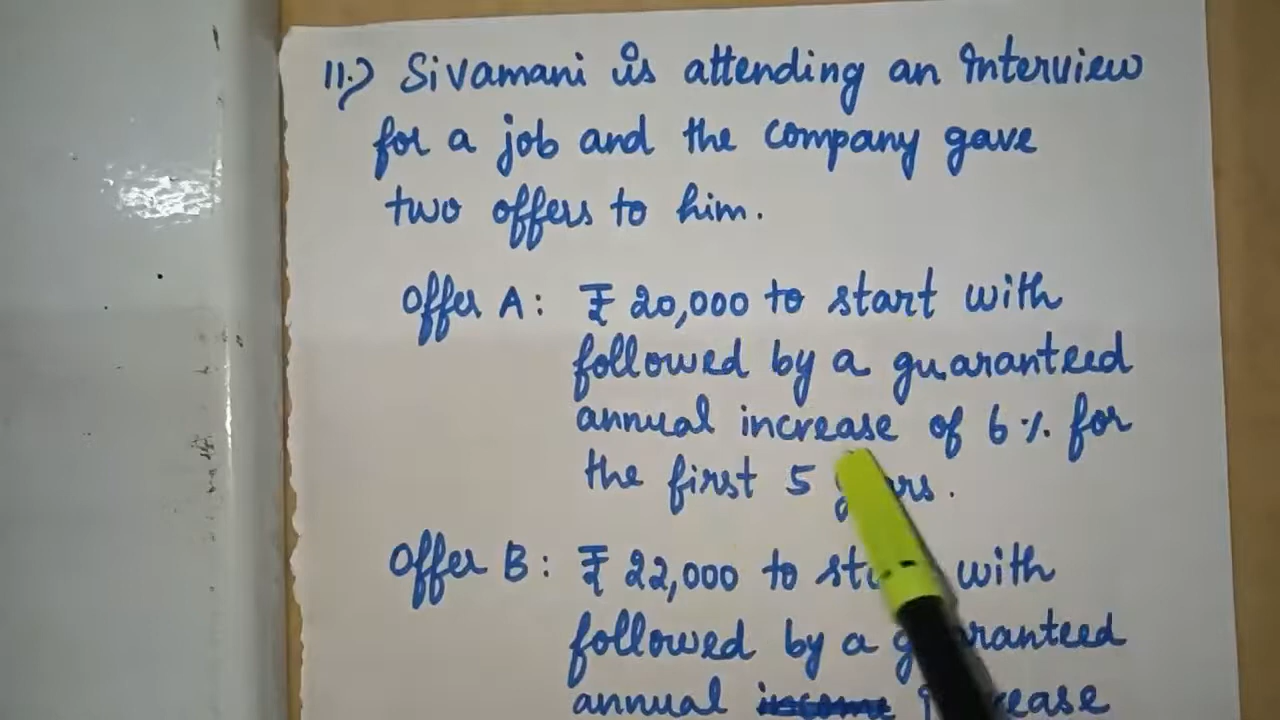 11.) Sivamani is attending an Interview
for a job and the company gave
two offers to him.
Offer A: ₹ 20,000 to start with
followed by a guaranteed
annual increase of 6% for
the first 5
Offer B: ₹ 22,000 to with
followed by a
annual